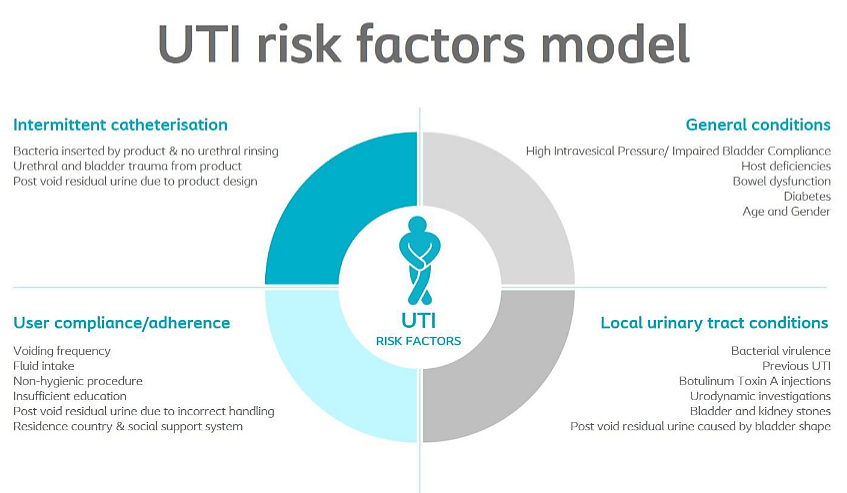 UTI risk factors model
Intermittent catheterisation
Bacteria inserted by product & no urethral rinsing
Urethral and bladder trauma from product
Post void residual urine due to product design
General conditions
High Intravesical Pressure/ Impaired Bladder Compliance
Host deficiencies
Bowel dysfunction
Diabetes
Age and Gender
UTI
RISK FACTORS
User compliance/adherence
Voiding frequency
Fluid intake
Non-hygienic procedure
Insufficient education
Post void residual urine due to incorrect handling
Residence country & social support system
Local urinary tract conditions
Bacterial virulence
Previous UTI
Botulinum Toxin A injections
Urodynamic investigations
Bladder and kidney stones
Post void residual urine caused by bladder shape